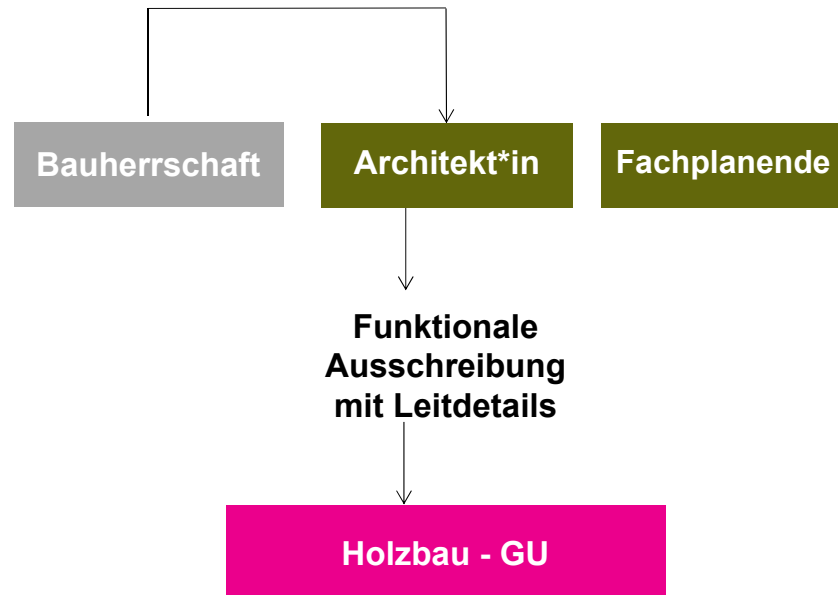 Bauherrschaft
Architekt*in
Fachplanende
Funktionale
Ausschreibung
mit Leitdetails
Holzbau - GU